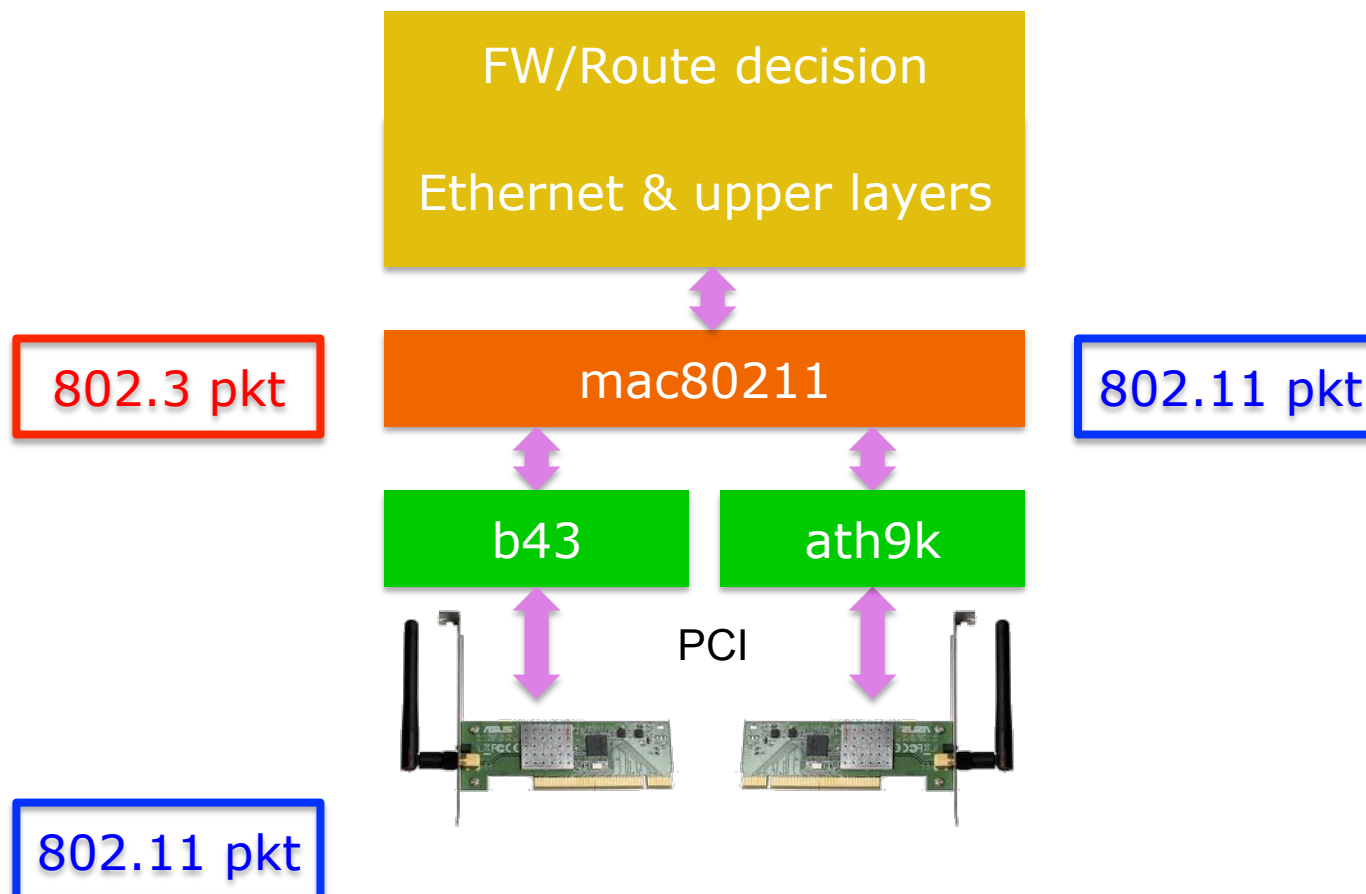 FW/Route decision
Ethernet & upper layers
802.3 pkt
mac80211
802.11 pkt
b43
ath9k
PCI
ASUS
802.11 pkt